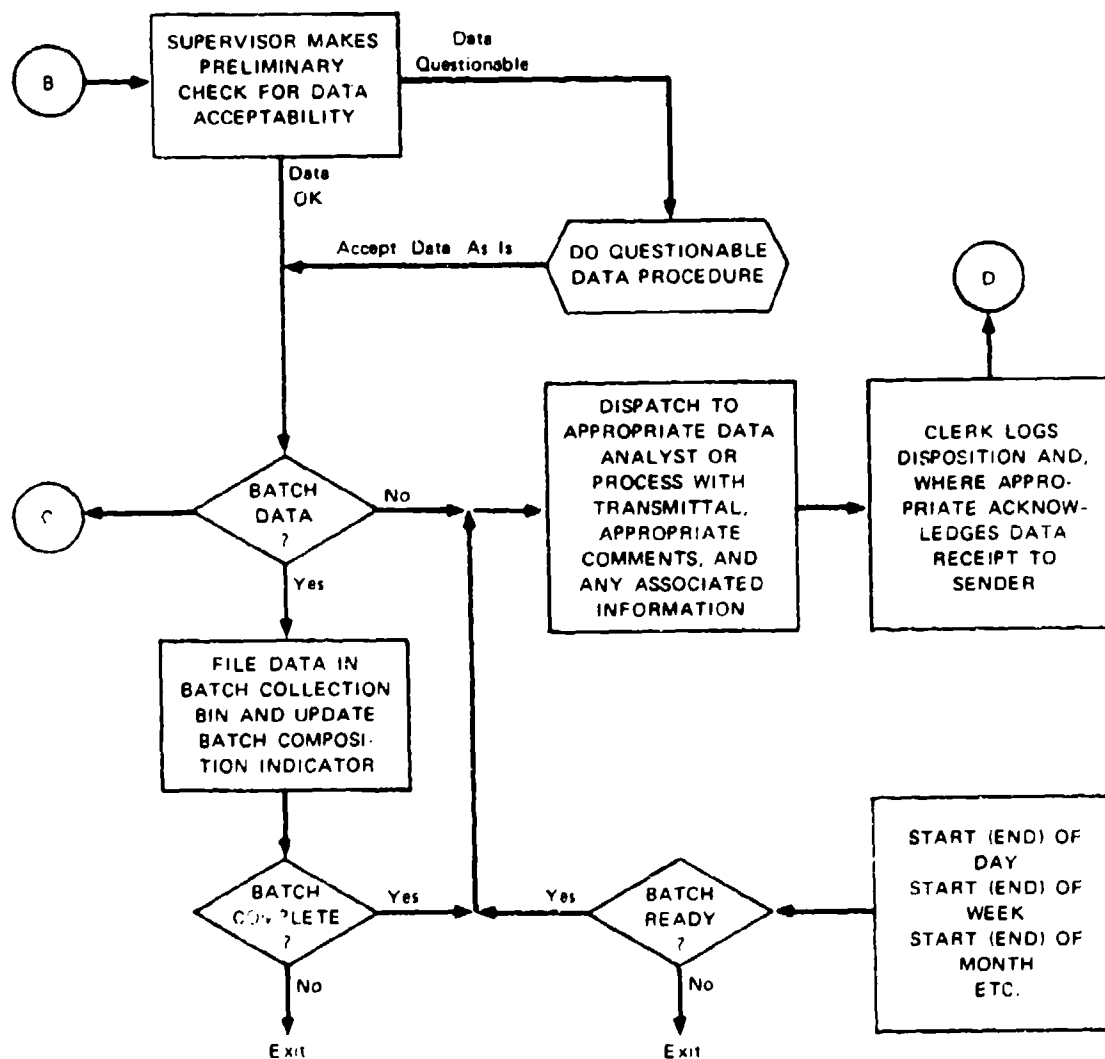 B
SUPERVISOR MAKES
PRELIMINARY
CHECK FOR DATA
ACCEPTABILITY
Data
Questionable
Data
OK
Accept Data As Is
DO QUESTIONABLE
DATA PROCEDURE
D
C
BATCH
DATA
?
No
Yes
DISPATCH TO
APPROPRIATE DATA
ANALYST OR
PROCESS WITH
TRANSMITTAL,
APPROPRIATE
COMMENTS, AND
ANY ASSOCIATED
INFORMATION
CLERK LOGS
DISPOSITION AND,
WHERE APPRO-
PRIATE ACKNOW-
LEDGES DATA
RECEIPT TO
SENDER
FILE DATA IN
BATCH COLLECTION
BIN AND UPDATE
BATCH COMPOSI-
TION INDICATOR
BATCH
COMPLETE
?
Yes
No
Exit
Yes
BATCH
READY
?
No
Exit
START (END) OF
DAY
START (END) OF
WEEK
START (END) OF
MONTH
ETC.